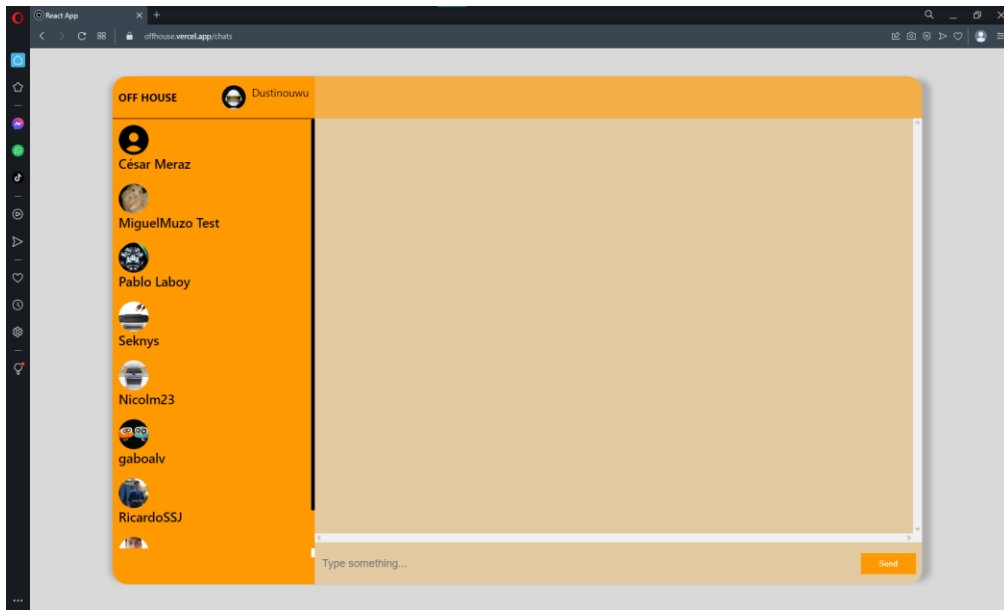 React App
offhouse.vercel.app/chats
OFF HOUSE
Dustinouwu
César Meraz
MiguelMuzo Test
Pablo Laboy
Seknys
Nicolm23
gaboalv
RicardoSSJ
Type something...
Send